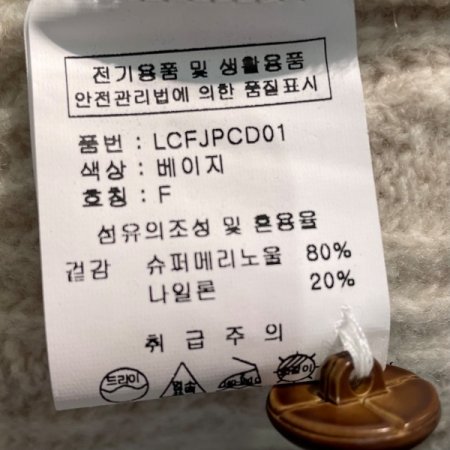 전기용품 및 생활용품
안전관리법에 의한 품질표시
품번 : LCFJPCD01
색상 : 베이지
호칭 : F
섬유의조성 및 혼용율
겉감 슈퍼메리노울 80%
나일론 20%
취 급 주 의
드라이